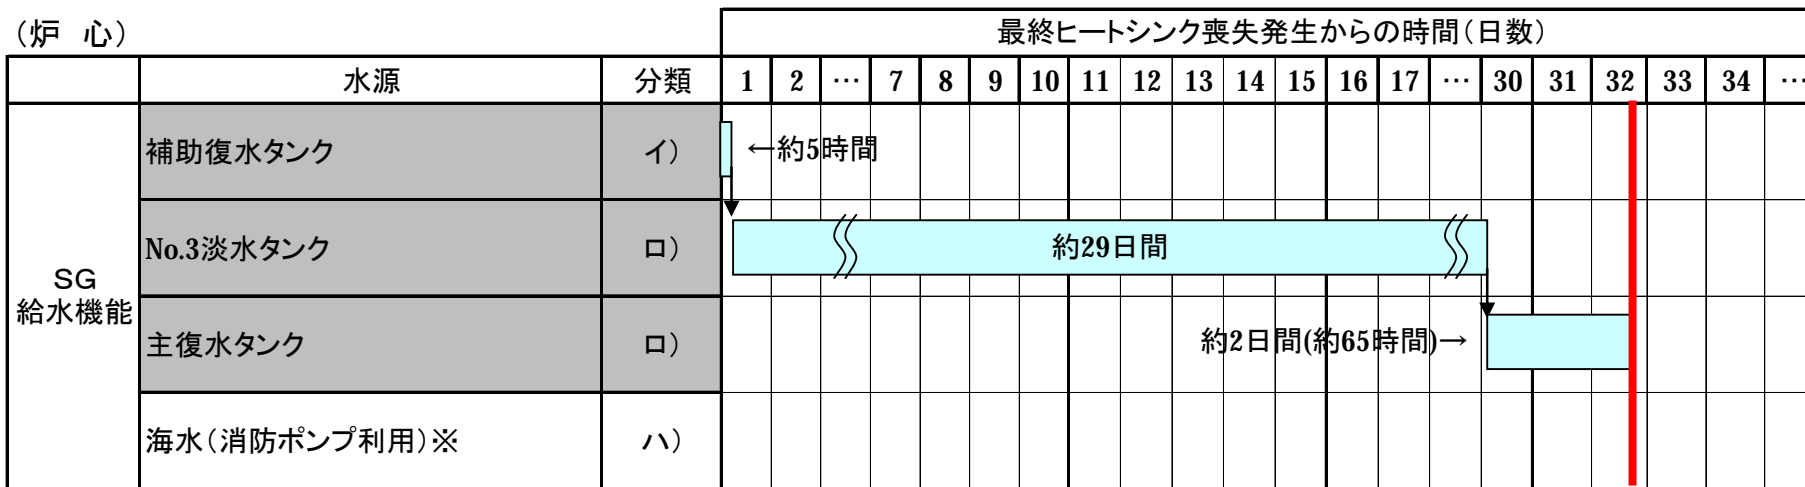 (炉 心)
最終ヒートシンク喪失発生からの時間(日数)
水源 分類 1 2 … 7 8 9 10 11 12 13 14 15 16 17 … 30 31 32 33 34 …
SG
給水機能
補助復水タンク イ) ←約5時間
No.3淡水タンク ロ) 約29日間
主復水タンク ロ) 約2日間(約65時間)→
海水(消防ポンプ利用)※ ハ)